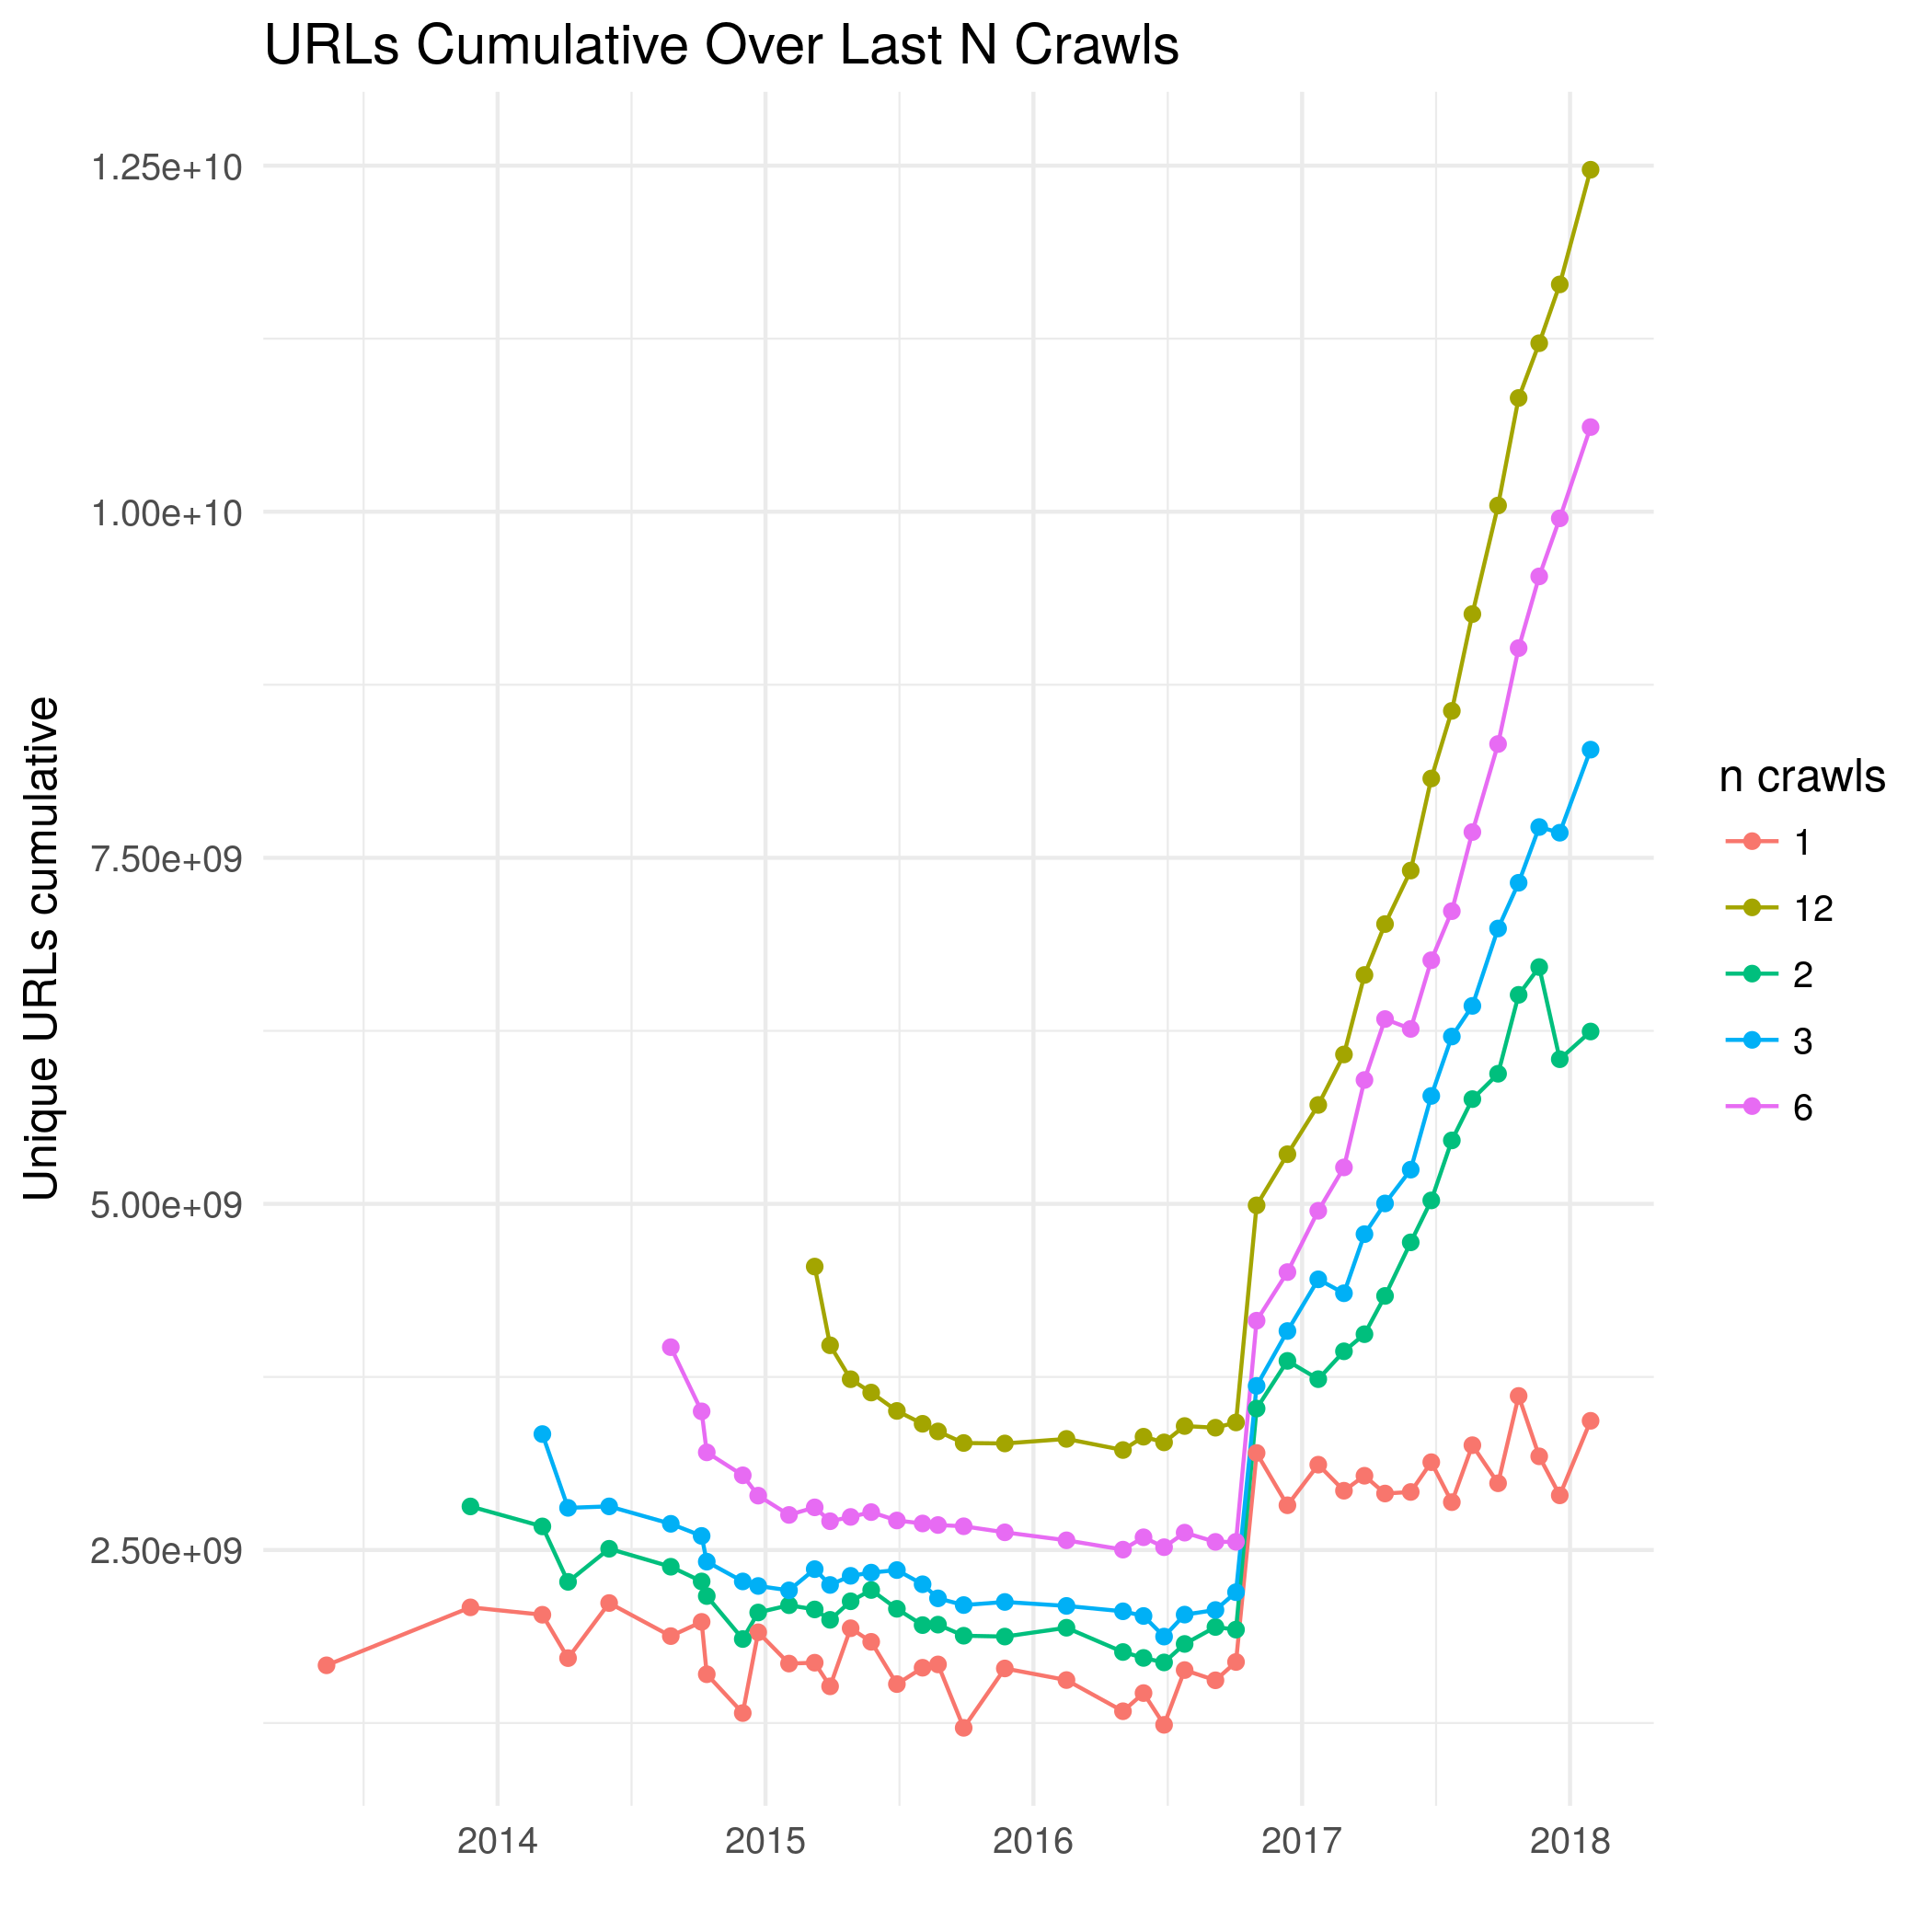 URLs Cumulative Over Last N Crawls
1.25e+10
1.00e+10
7.50e+09
5.00e+09
2.50e+09
Unique URLs cumulative
2014
2015
2016
2017
2018
n crawls
1
12
2
3
6